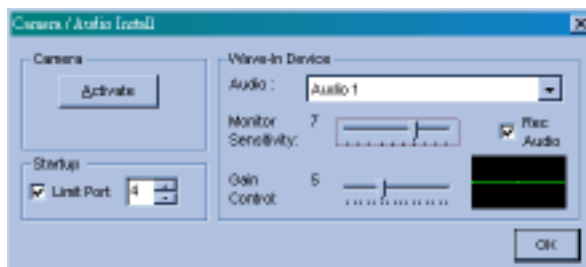 Camera / Audio Install
Camera
Activate
Startup
Limit Port 4
Wave-In Device
Audio : Audio 1
Monitor Sensitivity: 7
Rec Audio
Gain Control: 5
OK